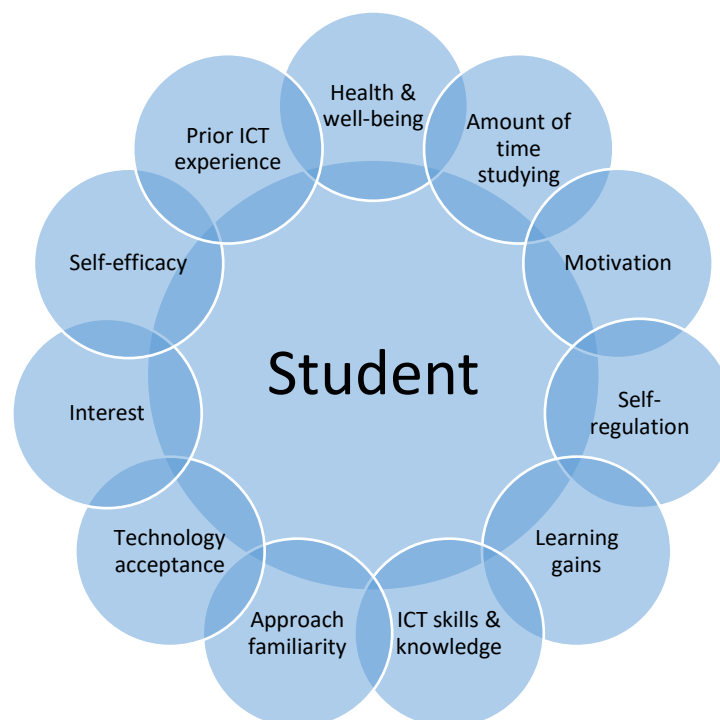 Health &
well-being
Amount of
time
studying
Motivation
Self-
regulation
Learning
gains
ICT skills &
knowledge
Approach
familiarity
Technology
acceptance
Interest
Self-efficacy
Prior ICT
experience
Student